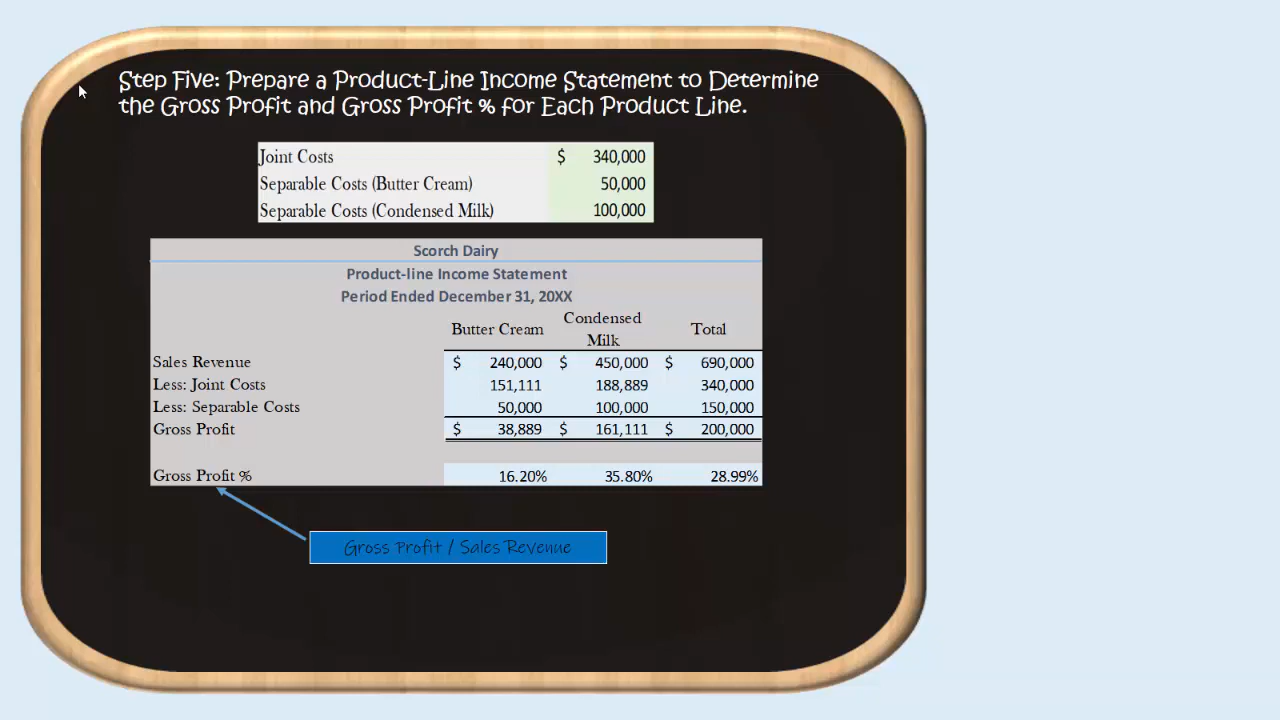 Step Five: Prepare a Product-Line Income Statement to Determine
the Gross Profit and Gross Profit % for Each Product Line.
Joint Costs $ 340,000
Separable Costs (Butter Cream) 50,000
Separable Costs (Condensed Milk) 100,000
Scorch Dairy
Product-line Income Statement
Period Ended December 31, 20XX
Butter Cream Condensed Milk Total
Sales Revenue $ 240,000 $ 450,000 $ 690,000
Less: Joint Costs 151,111 188,889 340,000
Less: Separable Costs 50,000 100,000 150,000
Gross Profit $ 38,889 $ 161,111 $ 200,000
Gross Profit % 16.20% 35.80% 28.99%
Gross Profit / Sales Revenue